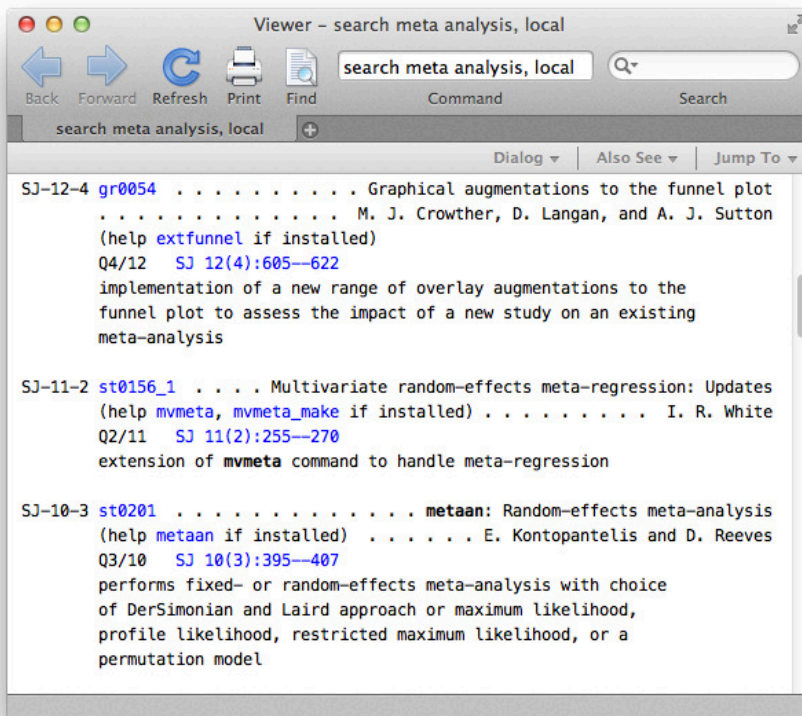 Viewer – search meta analysis, local
search meta analysis, local
Back Forward Refresh Print Find Command Search
search meta analysis, local
Dialog Also See Jump To
SJ-12-4 gr0054 . . . . . . . . . . Graphical augmentations to the funnel plot
. . . . . . . . . . . . . . M. J. Crowther, D. Langan, and A. J. Sutton
(help extfunnel if installed)
Q4/12 SJ 12(4):605--622
implementation of a new range of overlay augmentations to the
funnel plot to assess the impact of a new study on an existing
meta-analysis
SJ-11-2 st0156_1 . . . . Multivariate random-effects meta-regression: Updates
(help mvmeta, mvmeta_make if installed) . . . . . . . . . I. R. White
Q2/11 SJ 11(2):255--270
extension of mvmeta command to handle meta-regression
SJ-10-3 st0201 . . . . . . . . . . . . . metaan: Random-effects meta-analysis
(help metaan if installed) . . . . . . E. Kontopantelis and D. Reeves
Q3/10 SJ 10(3):395--407
performs fixed- or random-effects meta-analysis with choice
of DerSimonian and Laird approach or maximum likelihood,
profile likelihood, restricted maximum likelihood, or a
permutation model